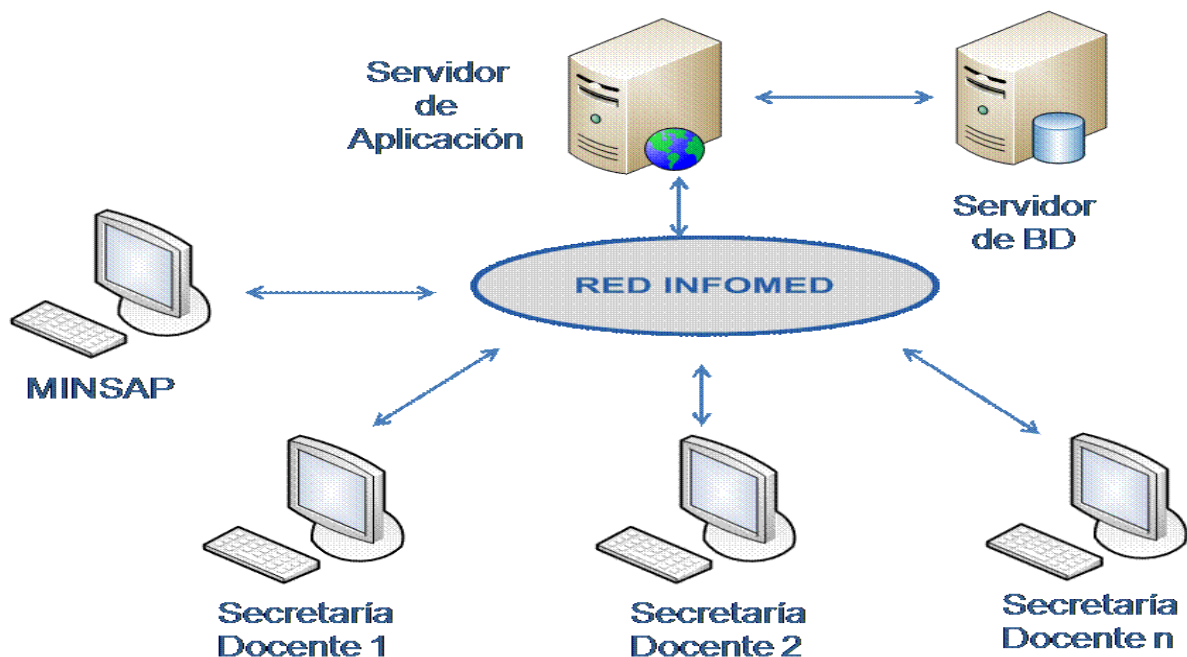 Servidor
de
Aplicación
Servidor
de BD
RED INFOMED
MINSAP
Secretaría
Docente 1
Secretaría
Docente 2
Secretaría
Docente n